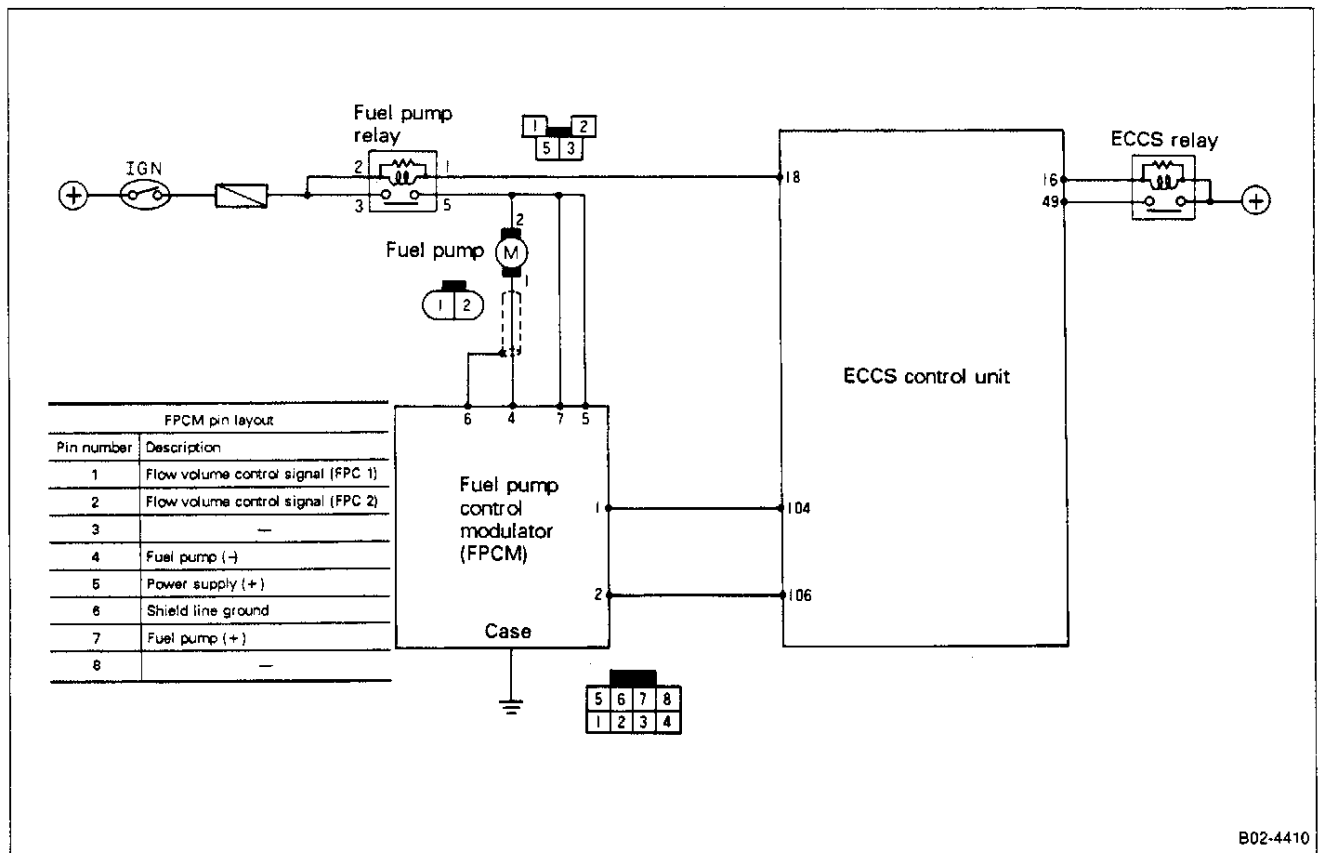 Fuel pump
relay
1 2
5 3
IGN
2 1
3 5
18
ECCS relay
16
49
2
Fuel pump
M
1
1 2
ECCS control unit
6 4 7 5
FPCM pin layout
Pin number Description
1 Flow volume control signal (FPC 1)
2 Flow volume control signal (FPC 2)
3 —
4 Fuel pump (-)
5 Power supply (+)
6 Shield line ground
7 Fuel pump (+)
8 —
Fuel pump
control
modulator
(FPCM)
1 104
2 106
Case
5 6 7 8
1 2 3 4
B02-4410